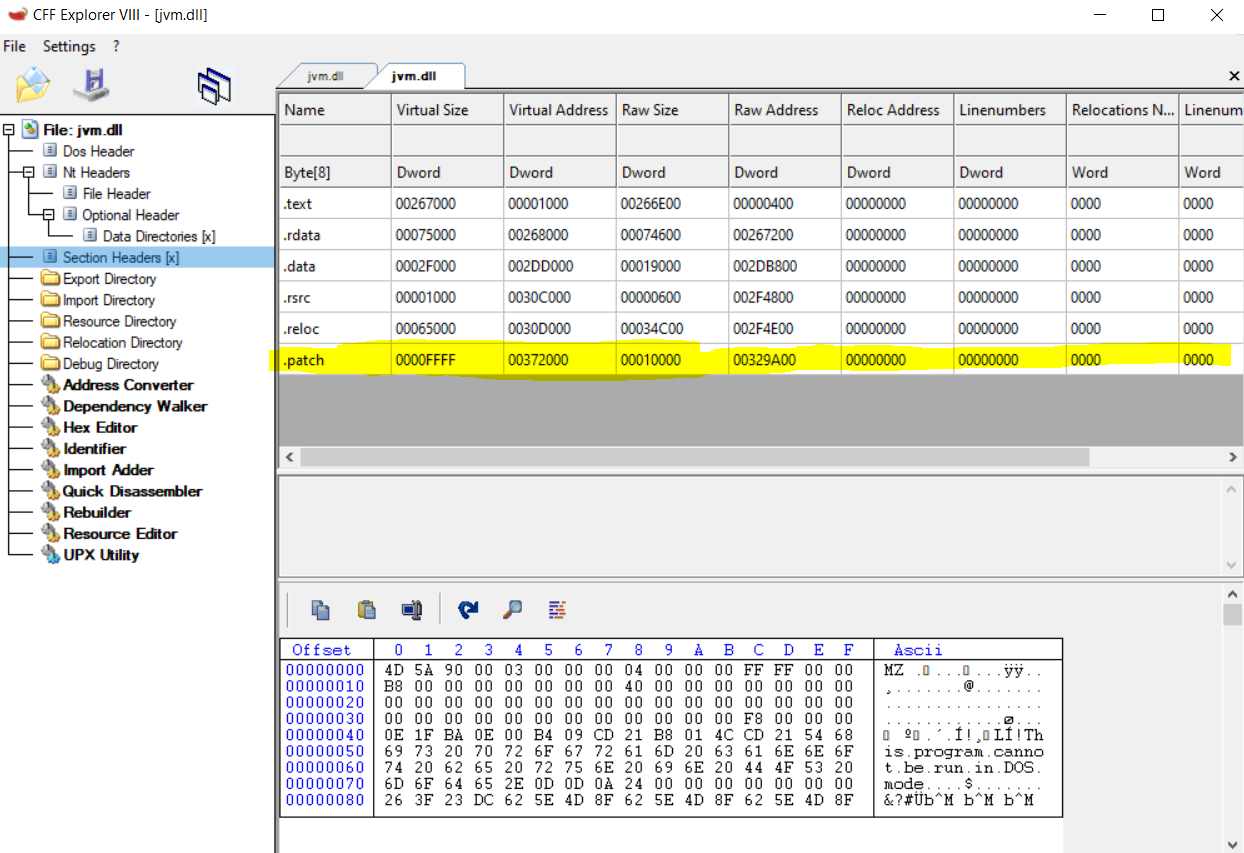 CFF Explorer VIII - [jvm.dll]
File Settings ?
jvm.dll jvm.dll
File: jvm.dll
Dos Header
Nt Headers
File Header
Optional Header
Data Directories [x]
Section Headers [x]
Export Directory
Import Directory
Resource Directory
Relocation Directory
Debug Directory
Address Converter
Dependency Walker
Hex Editor
Identifier
Import Adder
Quick Disassembler
Rebuilder
Resource Editor
UPX Utility
Name Virtual Size Virtual Address Raw Size Raw Address Reloc Address Linenumbers Relocations N... Linenum
Byte[8] Dword Dword Dword Dword Dword Dword Word Word
.text 00267000 00001000 00266E00 00000400 00000000 00000000 0000 0000
.rdata 00075000 00268000 00074600 00267200 00000000 00000000 0000 0000
.data 0002F000 002DD000 00019000 002DB800 00000000 00000000 0000 0000
.rsrc 00001000 0030C000 00000600 002F4800 00000000 00000000 0000 0000
.reloc 00065000 0030D000 00034C00 002F4E00 00000000 00000000 0000 0000
.patch 0000FFFF 00372000 00010000 00329A00 00000000 00000000 0000 0000
Offset 0 1 2 3 4 5 6 7 8 9 A B C D E F Ascii
00000000 4D 5A 90 00 03 00 00 00 04 00 00 00 FF FF 00 00 MZ .▯...▯...ÿÿ..
00000010 B8 00 00 00 00 00 00 00 40 00 00 00 00 00 00 00 ¸.......@.......
00000020 00 00 00 00 00 00 00 00 00 00 00 00 00 00 00 00 ................
00000030 00 00 00 00 00 00 00 00 00 00 00 00 F8 00 00 00 ............ø...
00000040 0E 1F BA 0E 00 B4 09 CD 21 B8 01 4C CD 21 54 68 ▯ º▯.´.Í!¸▯LÍ!Th
00000050 69 73 20 70 72 6F 67 72 61 6D 20 63 61 6E 6E 6F is.program.canno
00000060 74 20 62 65 20 72 75 6E 20 69 6E 20 44 4F 53 20 t.be.run.in.DOS.
00000070 6D 6F 64 65 2E 0D 0D 0A 24 00 00 00 00 00 00 00 mode....$.......
00000080 26 3F 23 DC 62 5E 4D 8F 62 5E 4D 8F 62 5E 4D 8F &?#Üb^M b^M b^M